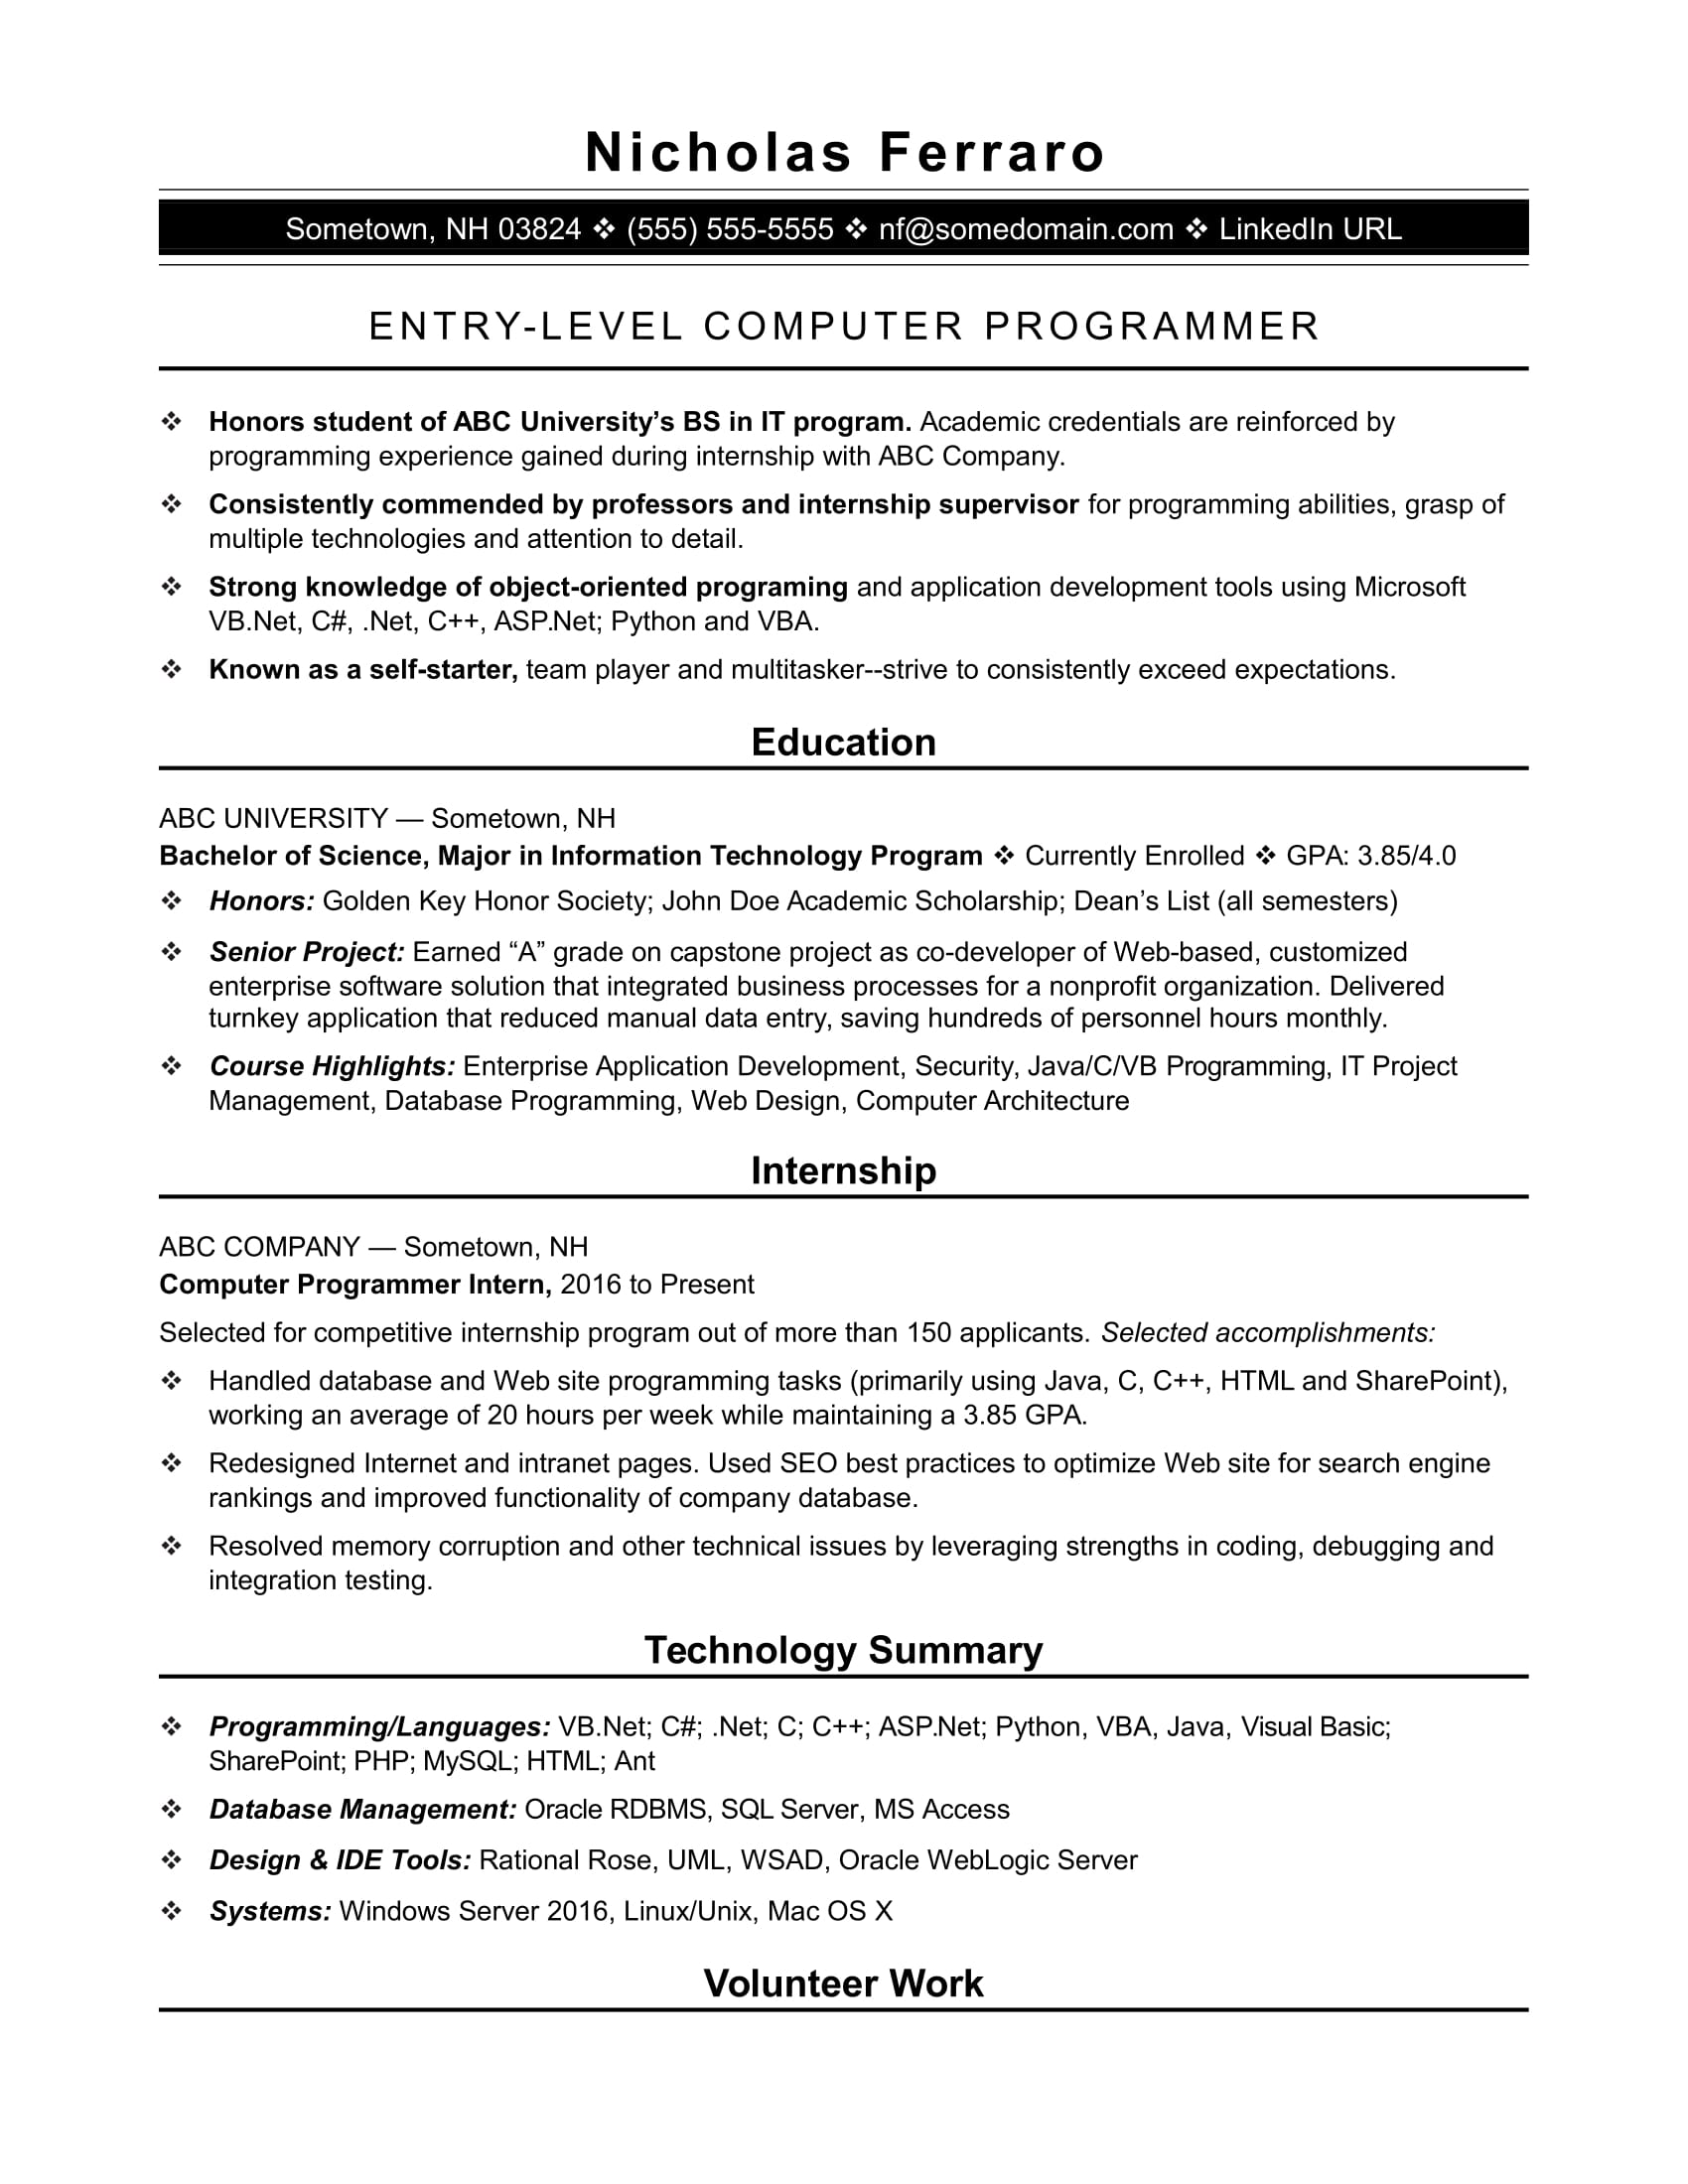 Nicholas Ferraro
Sometown, NH 03824 ❖ (555) 555-5555 ❖ nf@somedomain.com ❖ LinkedIn URL
ENTRY-LEVEL COMPUTER PROGRAMMER
❖ Honors student of ABC University’s BS in IT program. Academic credentials are reinforced by
programming experience gained during internship with ABC Company.
❖ Consistently commended by professors and internship supervisor for programming abilities, grasp of
multiple technologies and attention to detail.
❖ Strong knowledge of object-oriented programing and application development tools using Microsoft
VB.Net, C#, .Net, C++, ASP.Net; Python and VBA.
❖ Known as a self-starter, team player and multitasker--strive to consistently exceed expectations.
Education
ABC UNIVERSITY — Sometown, NH
Bachelor of Science, Major in Information Technology Program ❖ Currently Enrolled ❖ GPA: 3.85/4.0
❖ Honors: Golden Key Honor Society; John Doe Academic Scholarship; Dean’s List (all semesters)
❖ Senior Project: Earned “A” grade on capstone project as co-developer of Web-based, customized
enterprise software solution that integrated business processes for a nonprofit organization. Delivered
turnkey application that reduced manual data entry, saving hundreds of personnel hours monthly.
❖ Course Highlights: Enterprise Application Development, Security, Java/C/VB Programming, IT Project
Management, Database Programming, Web Design, Computer Architecture
Internship
ABC COMPANY — Sometown, NH
Computer Programmer Intern, 2016 to Present
Selected for competitive internship program out of more than 150 applicants. Selected accomplishments:
❖ Handled database and Web site programming tasks (primarily using Java, C, C++, HTML and SharePoint),
working an average of 20 hours per week while maintaining a 3.85 GPA.
❖ Redesigned Internet and intranet pages. Used SEO best practices to optimize Web site for search engine
rankings and improved functionality of company database.
❖ Resolved memory corruption and other technical issues by leveraging strengths in coding, debugging and
integration testing.
Technology Summary
❖ Programming/Languages: VB.Net; C#; .Net; C; C++; ASP.Net; Python, VBA, Java, Visual Basic;
SharePoint; PHP; MySQL; HTML; Ant
❖ Database Management: Oracle RDBMS, SQL Server, MS Access
❖ Design & IDE Tools: Rational Rose, UML, WSAD, Oracle WebLogic Server
❖ Systems: Windows Server 2016, Linux/Unix, Mac OS X
Volunteer Work